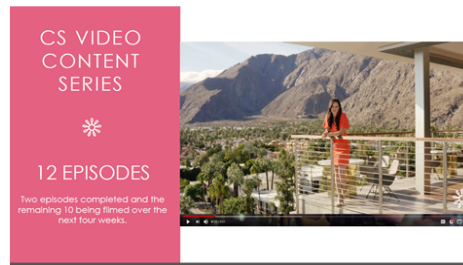 CS VIDEO
CONTENT
SERIES
12 EPISODES
Two episodes completed and the
remaining 10 being filmed over the
next four weeks.